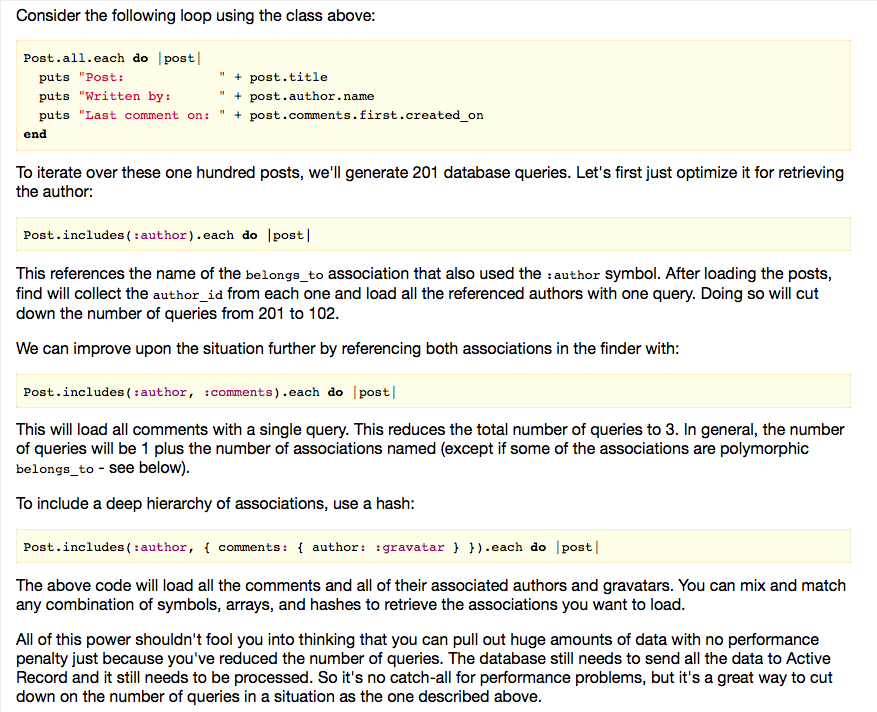 Consider the following loop using the class above:
Post.all.each do |post|
  puts "Post:            " + post.title
  puts "Written by:      " + post.author.name
  puts "Last comment on: " + post.comments.first.created_on
end
To iterate over these one hundred posts, we'll generate 201 database queries. Let's first just optimize it for retrieving
the author:
Post.includes(:author).each do |post|
This references the name of the belongs_to association that also used the :author symbol. After loading the posts,
find will collect the author_id from each one and load all the referenced authors with one query. Doing so will cut
down the number of queries from 201 to 102.
We can improve upon the situation further by referencing both associations in the finder with:
Post.includes(:author, :comments).each do |post|
This will load all comments with a single query. This reduces the total number of queries to 3. In general, the number
of queries will be 1 plus the number of associations named (except if some of the associations are polymorphic
belongs_to - see below).
To include a deep hierarchy of associations, use a hash:
Post.includes(:author, { comments: { author: :gravatar } }).each do |post|
The above code will load all the comments and all of their associated authors and gravatars. You can mix and match
any combination of symbols, arrays, and hashes to retrieve the associations you want to load.
All of this power shouldn't fool you into thinking that you can pull out huge amounts of data with no performance
penalty just because you've reduced the number of queries. The database still needs to send all the data to Active
Record and it still needs to be processed. So it's no catch-all for performance problems, but it's a great way to cut
down on the number of queries in a situation as the one described above.